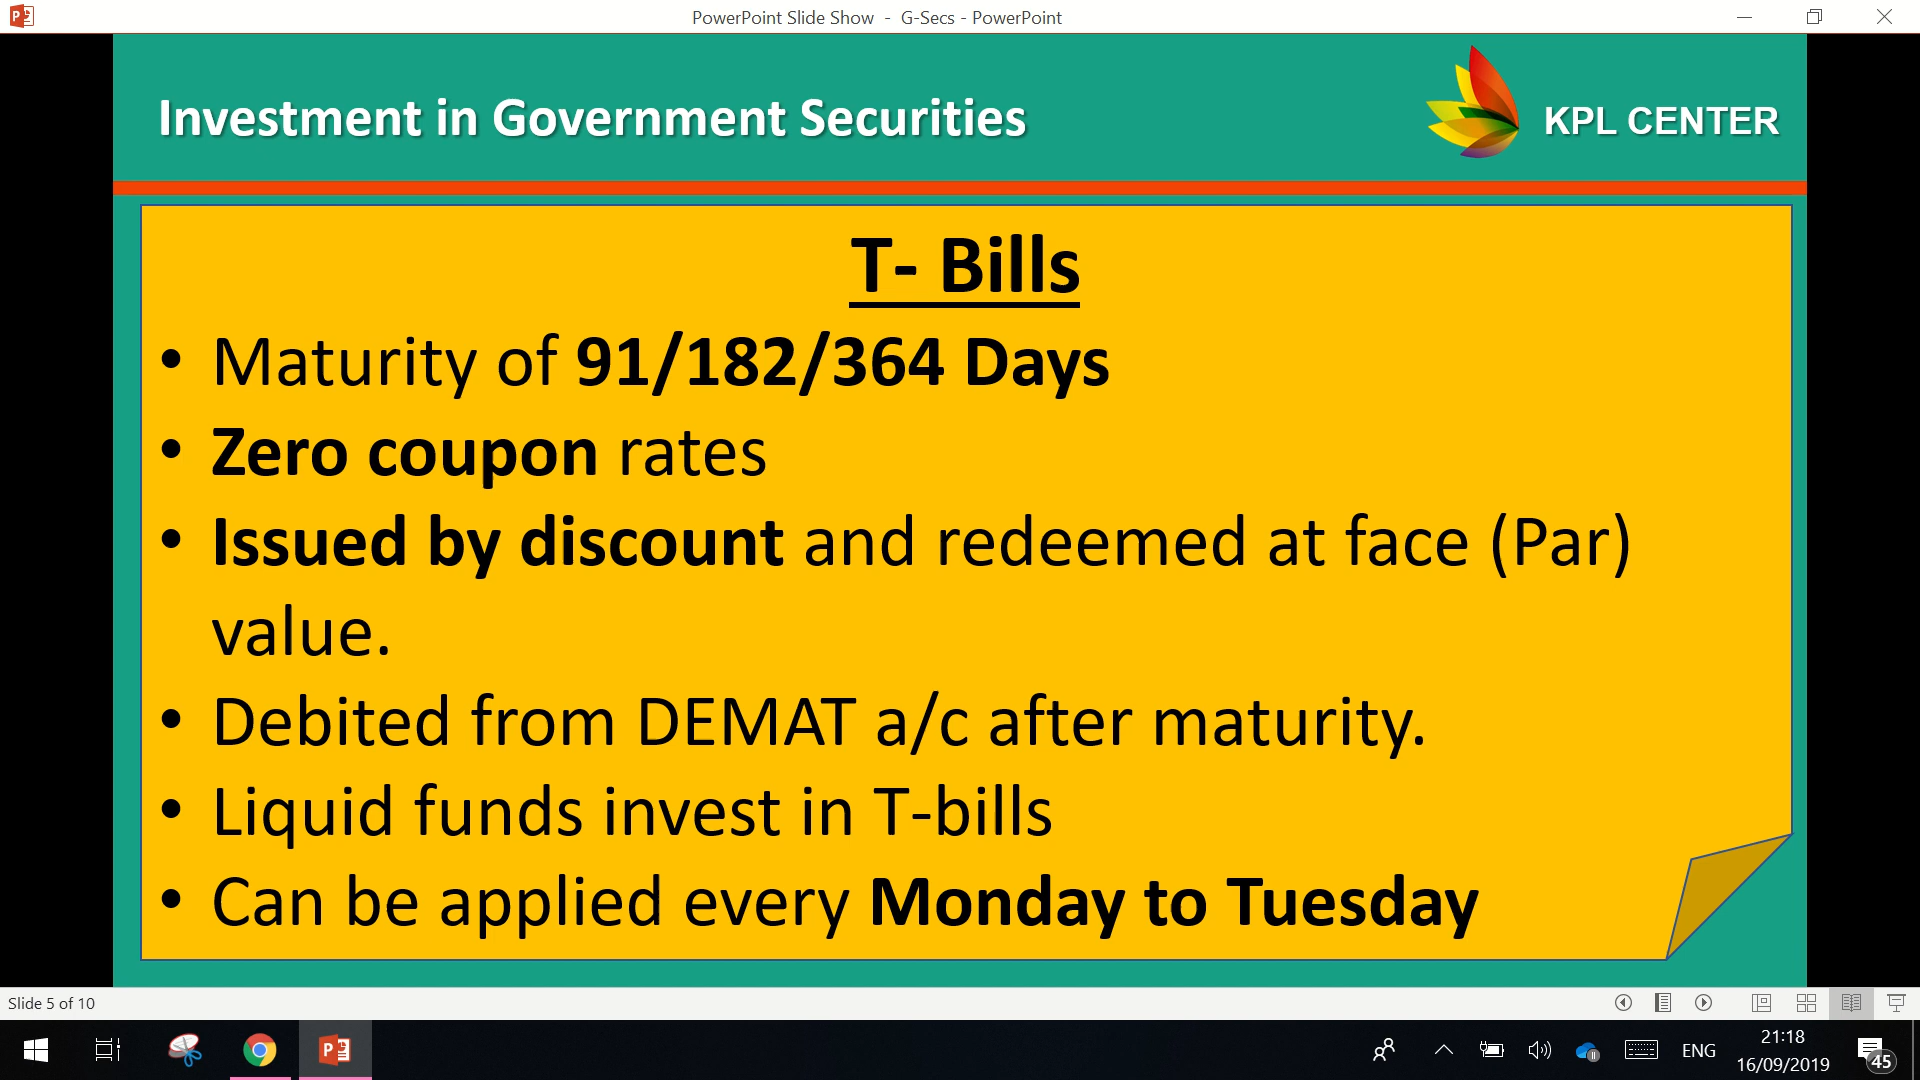 PowerPoint Slide Show - G-Secs - PowerPoint
Investment in Government Securities
KPL CENTER
T- Bills
• Maturity of 91/182/364 Days
• Zero coupon rates
• Issued by discount and redeemed at face (Par)
value.
• Debited from DEMAT a/c after maturity.
• Liquid funds invest in T-bills
• Can be applied every Monday to Tuesday
Slide 5 of 10
ENG
21:18
16/09/2019
45